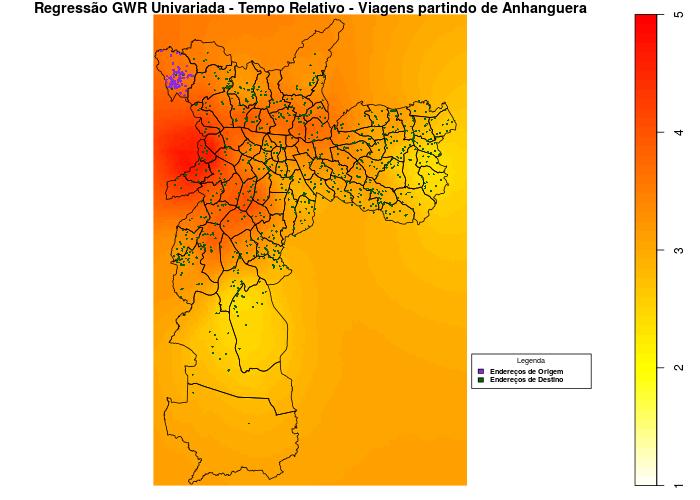 Regressão GWR Univariada - Tempo Relativo - Viagens partindo de Anhanguera
5
4
3
2
1
Legenda
Endereços de Origem
Endereços de Destino